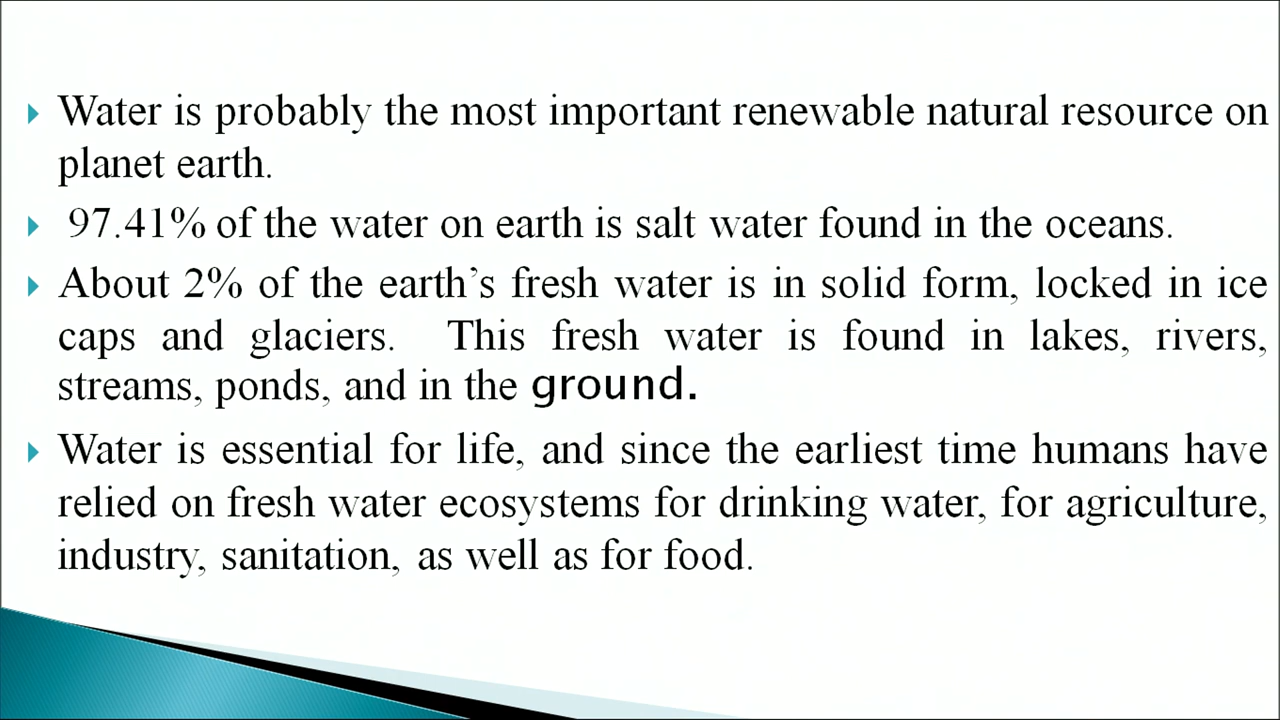 Water is probably the most important renewable natural resource on
planet earth.
97.41% of the water on earth is salt water found in the oceans.
About 2% of the earth’s fresh water is in solid form, locked in ice
caps and glaciers. This fresh water is found in lakes, rivers,
streams, ponds, and in the ground.
Water is essential for life, and since the earliest time humans have
relied on fresh water ecosystems for drinking water, for agriculture,
industry, sanitation, as well as for food.